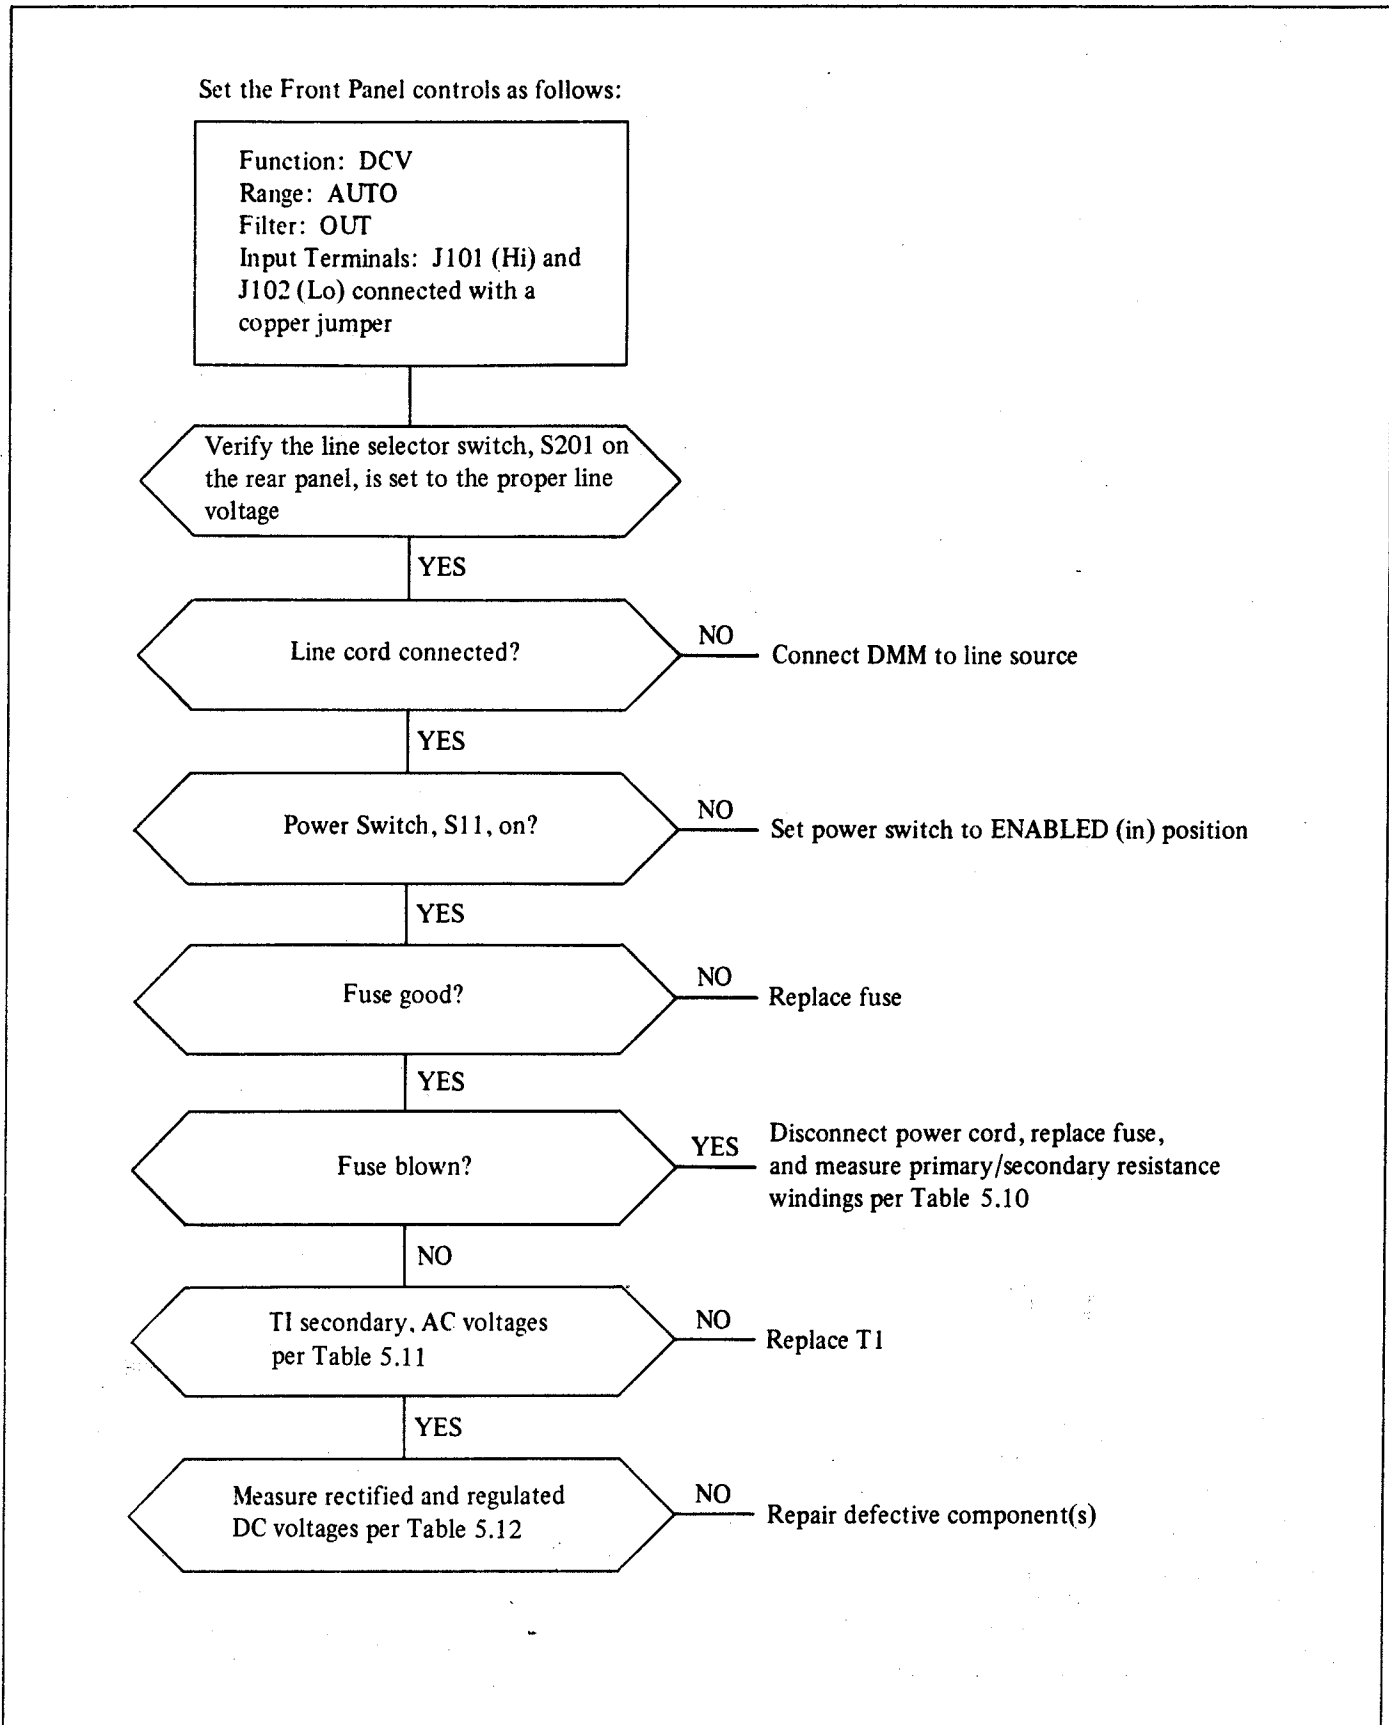 Set the Front Panel controls as follows:
Function: DCV
Range: AUTO
Filter: OUT
Input Terminals: J101 (Hi) and
J102 (Lo) connected with a
copper jumper
Verify the line selector switch, S201 on
the rear panel, is set to the proper line
voltage
YES
Line cord connected?
NO
Connect DMM to line source
YES
Power Switch, S11, on?
NO
Set power switch to ENABLED (in) position
YES
Fuse good?
NO
Replace fuse
YES
Fuse blown?
YES
Disconnect power cord, replace fuse,
and measure primary/secondary resistance
windings per Table 5.10
NO
TI secondary, AC voltages
per Table 5.11
NO
Replace T1
YES
Measure rectified and regulated
DC voltages per Table 5.12
NO
Repair defective component(s)